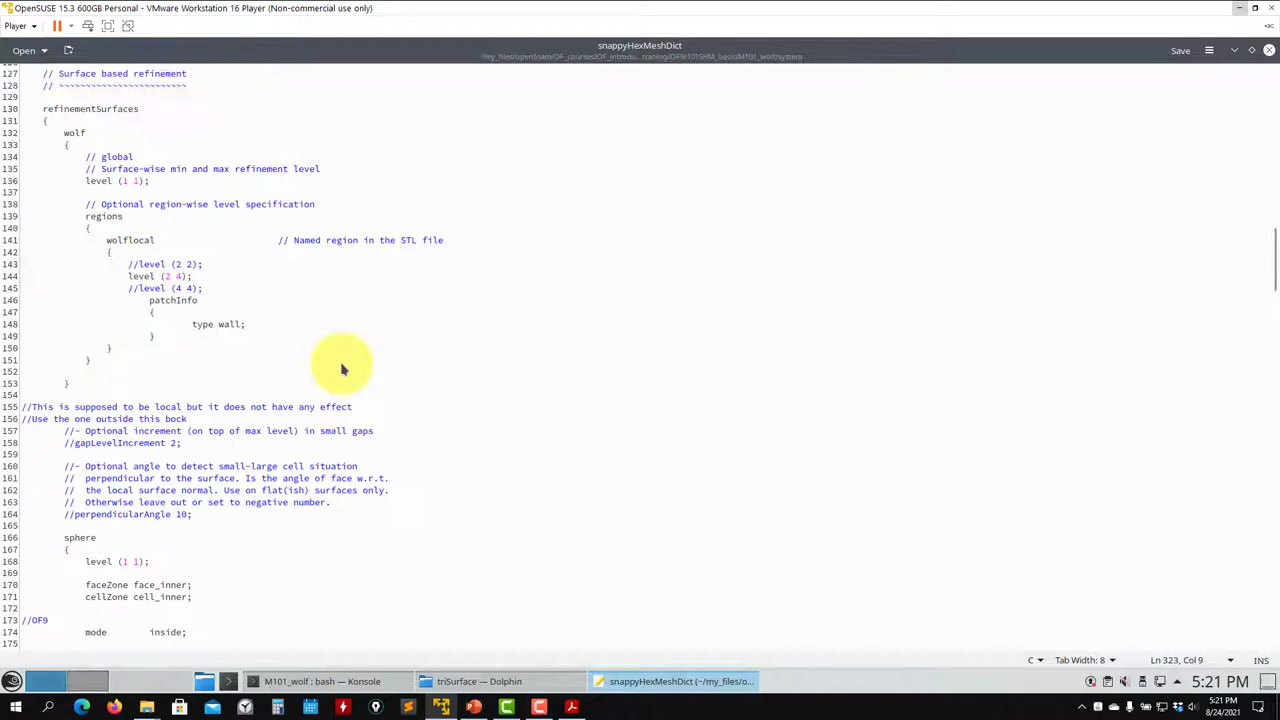 OpenSUSE 15.3 600GB Personal - VMware Workstation 16 Player (Non-commercial use only)
Player
Open
snappyHexMeshDict
Save
127 // Surface based refinement
128 // ~~~~~~~~~~~~~~~~~~~~~~~~
129
130 refinementSurfaces
131 {
132 wolf
133 {
134 // global
135 // Surface-wise min and max refinement level
136 level (1 1);
137
138 // Optional region-wise level specification
139 regions
140 {
141 wolflocal // Named region in the STL file
142 {
143 //level (2 2);
144 level (2 4);
145 //level (4 4);
146 patchInfo
147 {
148 type wall;
149 }
150 }
151 }
152
153 }
154
155 //This is supposed to be local but it does not have any effect
156 //Use the one outside this bock
157 //- Optional increment (on top of max level) in small gaps
158 //gapLevelIncrement 2;
159
160 //- Optional angle to detect small-large cell situation
161 // perpendicular to the surface. Is the angle of face w.r.t.
162 // the local surface normal. Use on flat(ish) surfaces only.
163 // Otherwise leave out or set to negative number.
164 //perpendicularAngle 10;
165
166 sphere
167 {
168 level (1 1);
169
170 faceZone face_inner;
171 cellZone cell_inner;
172
173 //OF9
174 mode inside;
175
C Tab Width: 8 Ln 323, Col 9 INS
M101_wolf : bash — Konsole triSurface — Dolphin snappyHexMeshDict (~/my_files/o... 5:21 PM
5:21 PM
8/24/2021